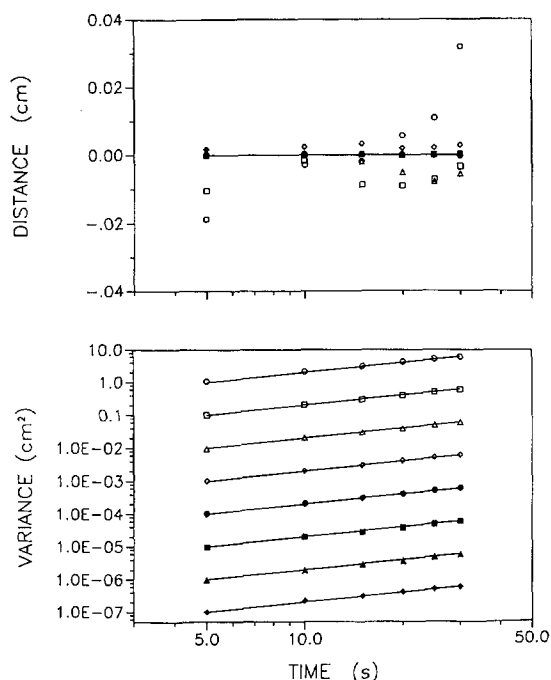 0.04
0.02
0.00
-.02
-.04
DISTANCE (cm)
10.0
1.0
0.1
1.0E-02
1.0E-03
1.0E-04
1.0E-05
1.0E-06
1.0E-07
VARIANCE (cm²)
5.0 10.0 50.0
TIME (s)